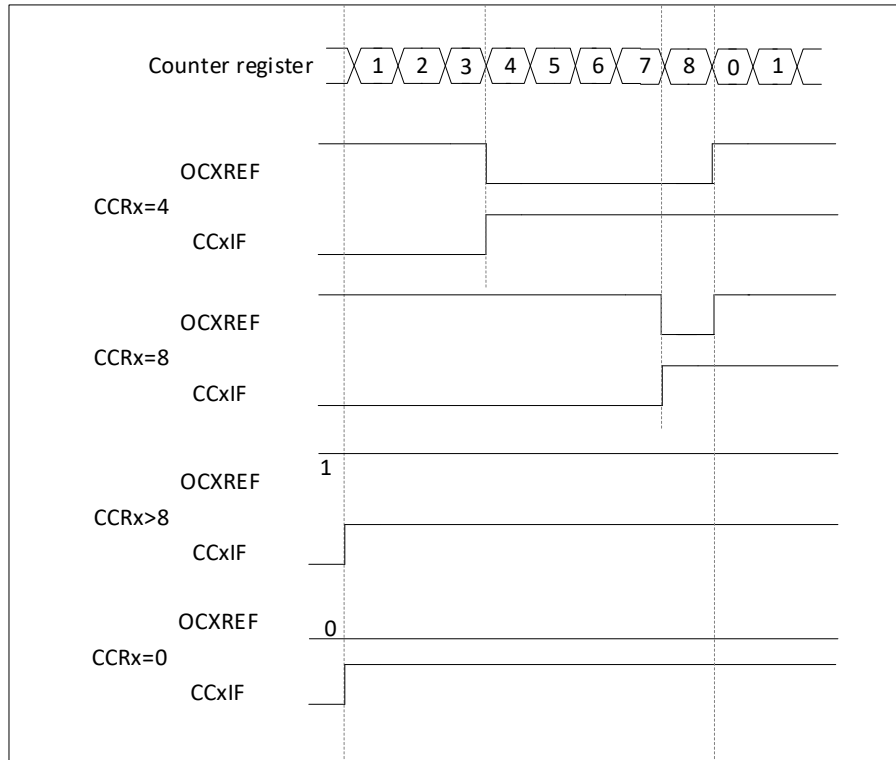 Counter register 1 2 3 4 5 6 7 8 0 1
OCXREF
CCRx=4
CCxIF
OCXREF
CCRx=8
CCxIF
1
OCXREF
CCRx>8
CCxIF
OCXREF 0
CCRx=0
CCxIF